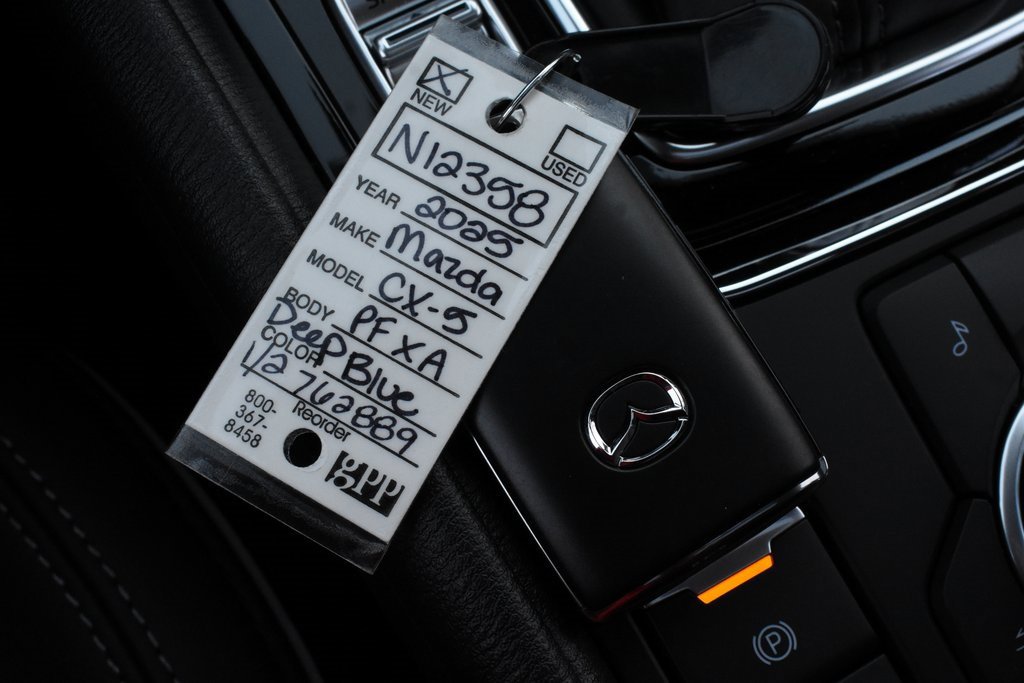 NEW
USED
N12358
YEAR 2025
MAKE Mazda
MODEL CX-5
BODY PF XA
COLOR Deep Blue
1/2 762889
800-
367-
8458
Reorder
gpp
P